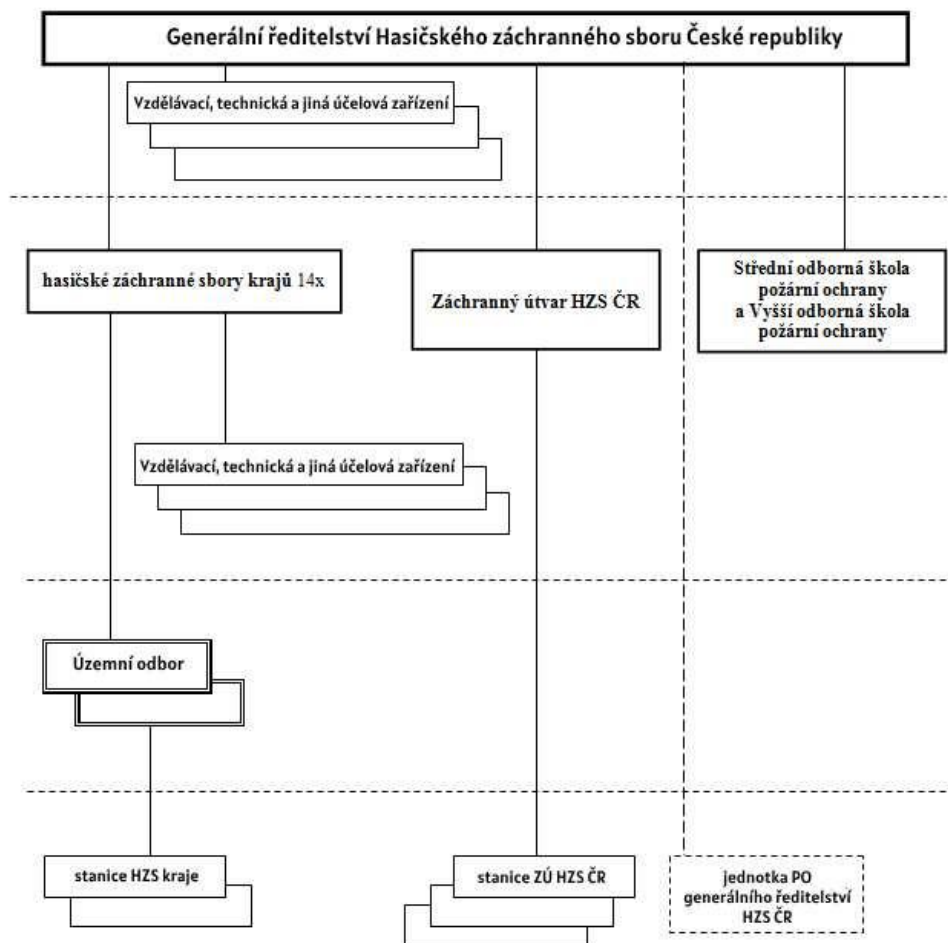 Generální ředitelství Hasičského záchranného sboru České republiky
Vzdělávací, technická a jiná účelová zařízení
hasičské záchranné sbory krajů 14x
Záchranný útvar HZS ČR
Střední odborná škola
požární ochrany
a Vyšší odborná škola
požární ochrany
Vzdělávací, technická a jiná účelová zařízení
Územní odbor
stanice HZS kraje
stanice ZÚ HZS ČR
jednotka PO
generálního ředitelství
HZS ČR